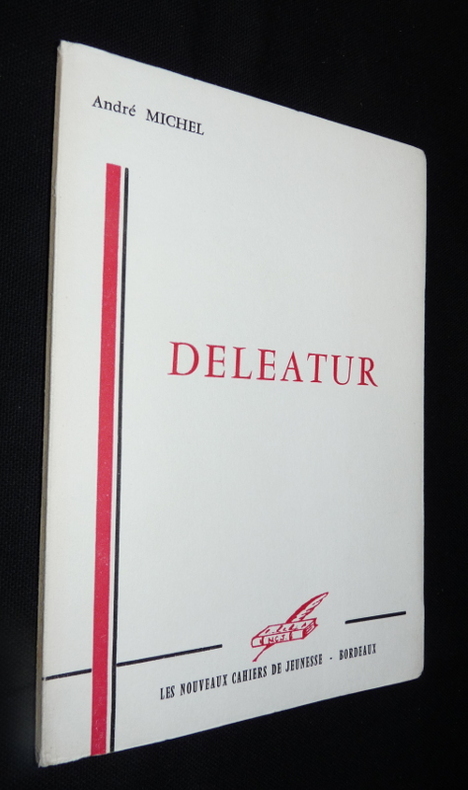 André MICHEL
DELEATUR
N.C.J.
LES NOUVEAUX CAHIERS DE JEUNESSE - BORDEAUX